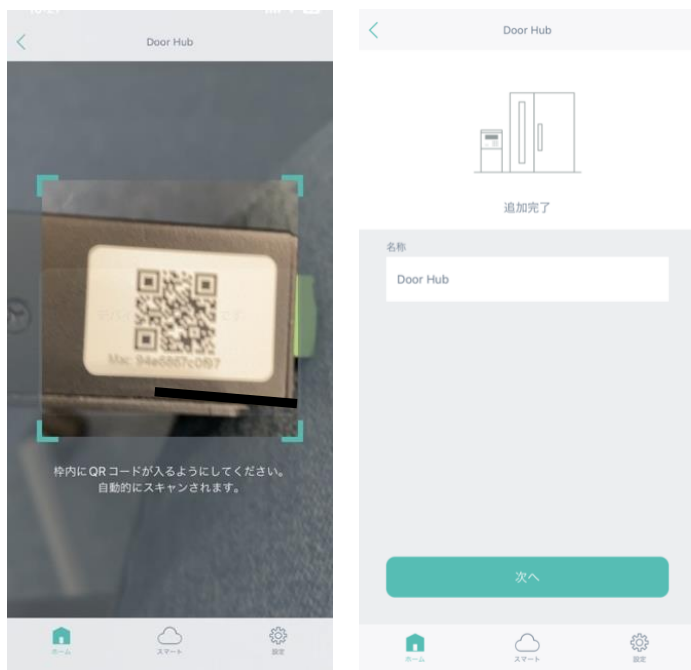 Door Hub
Mac: 94e6867c0f97
枠内にQRコードが入るようにしてください。
自動的にスキャンされます。
ホーム
スマート
設定
Door Hub
追加完了
名称
Door Hub
次へ
ホーム
スマート
設定